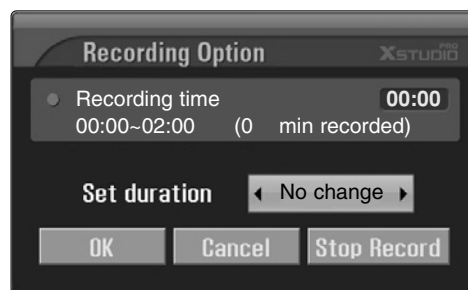 Recording Option
XSTUDIO PRO
Recording time 00:00
00:00~02:00 (0 min recorded)
Set duration No change
OK Cancel Stop Record